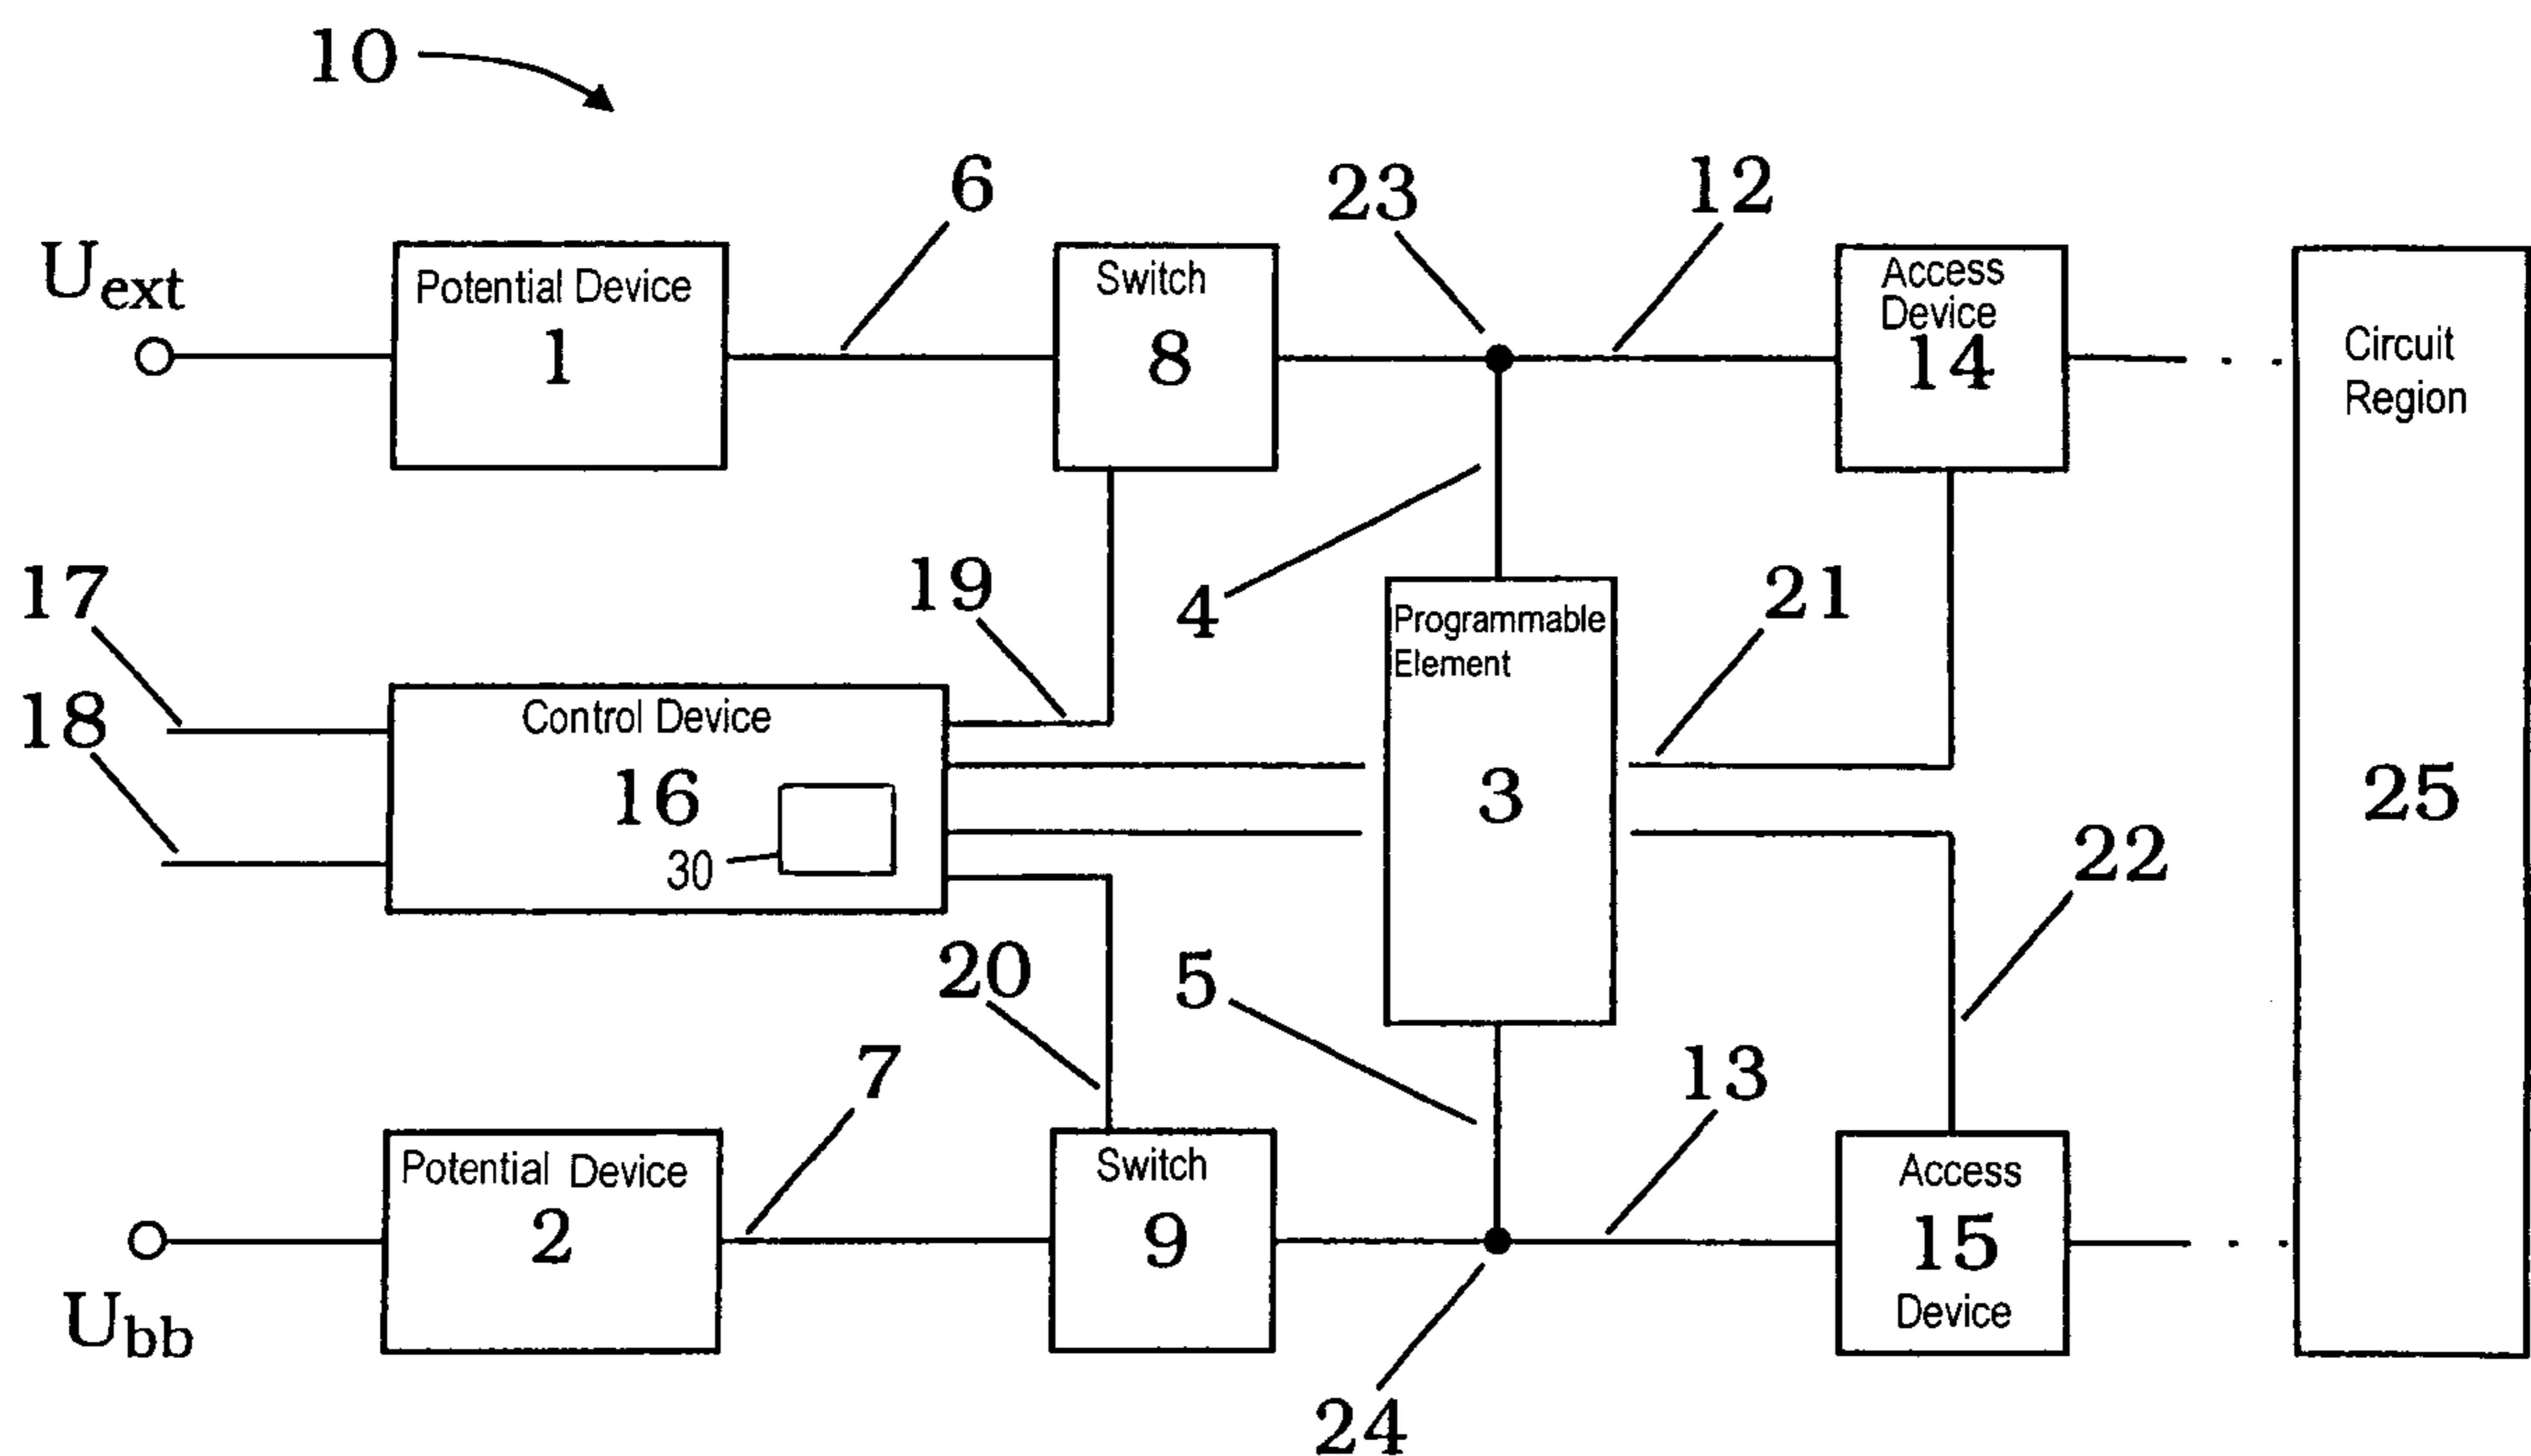 10
6
23
12
U_ext
Potential Device
1
Switch
8
Access
Device
14
Circuit
Region
17
19
4
Programmable
Element
21
18
Control Device
16
30
3
25
22
20
5
7
13
Potential Device
2
Switch
9
Access
15
Device
U_bb
24